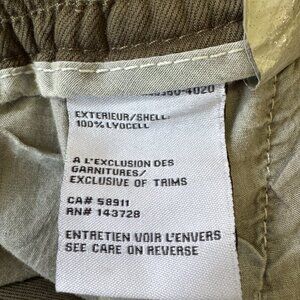 EXTERIEUR/SHELL:
100% LYOCELL
A L'EXCLUSION DES
GARNITURES/
EXCLUSIVE OF TRIMS
CA# 58911
RN# 143728
ENTRETIEN VOIR L'ENVERS
SEE CARE ON REVERSE